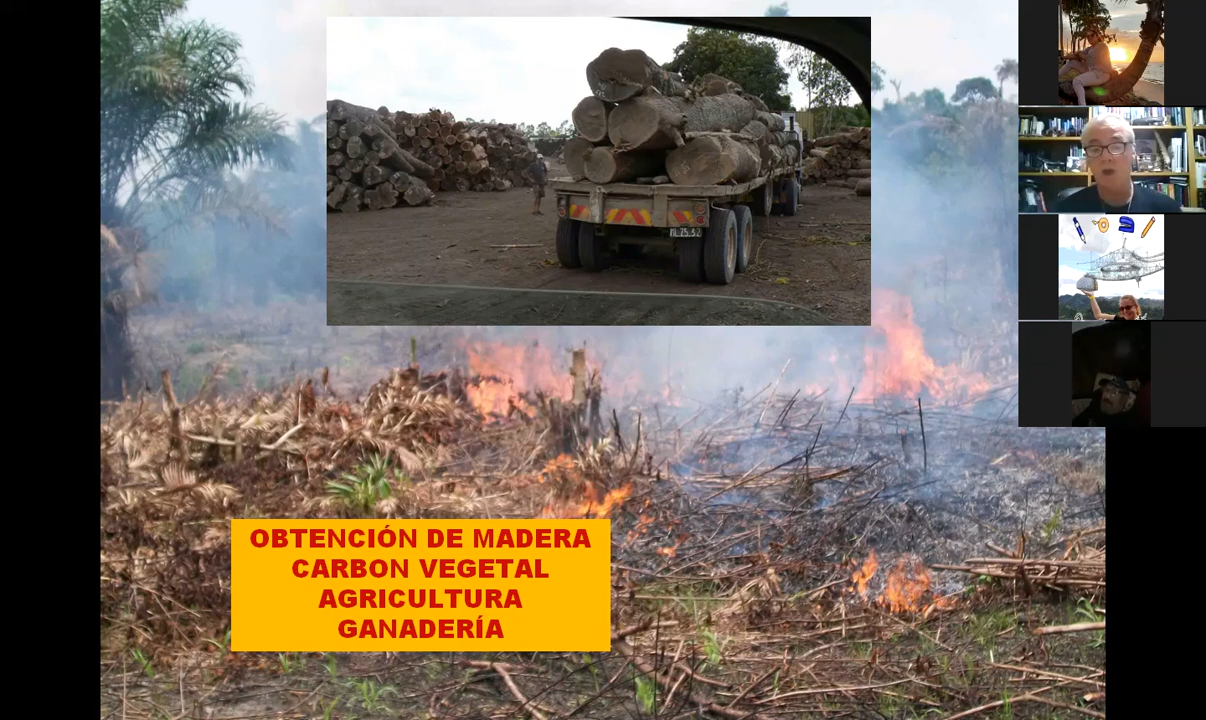 OBTENCIÓN DE MADERA
CARBON VEGETAL
AGRICULTURA
GANADERÍA